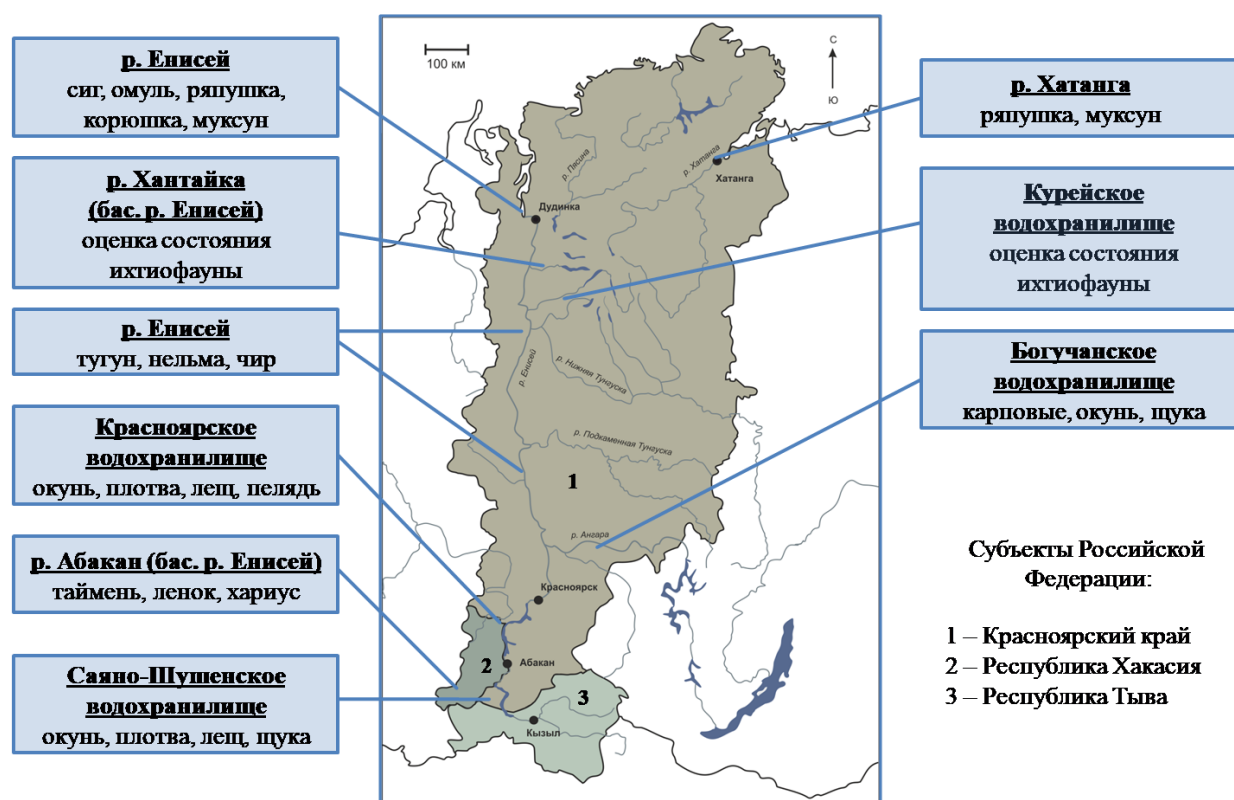 р. Енисей
сиг, омуль, ряпушка,
корюшка, муксун
р. Хантайка
(бас. р. Енисей)
оценка состояния
ихтиофауны
р. Енисей
тугун, нельма, чир
Красноярское
водохранилище
окунь, плотва, лещ, пелядь
р. Абакан (бас. р. Енисей)
таймень, ленок, хариус
Саяно-Шушенское
водохранилище
окунь, плотва, лещ, щука
100 км
С
Ю
р. Пясина
р. Хатанга
Хатанга
Дудинка
р. Енисей
р. Нижняя Тунгуска
р. Подкаменная Тунгуска
1
р. Ангара
Красноярск
2
Абакан
3
Кызыл
р. Хатанга
ряпушка, муксун
Курейское
водохранилище
оценка состояния
ихтиофауны
Богучанское
водохранилище
карповые, окунь, щука
Субъекты Российской
Федерации:
1 – Красноярский край
2 – Республика Хакасия
3 – Республика Тыва